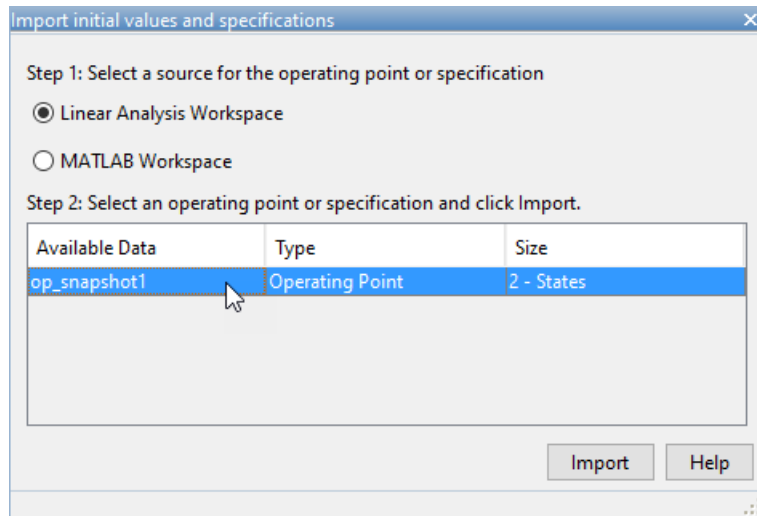 Import initial values and specifications
Step 1: Select a source for the operating point or specification
Linear Analysis Workspace
MATLAB Workspace
Step 2: Select an operating point or specification and click Import.
Available Data Type Size
op_snapshot1 Operating Point 2 - States
Import Help